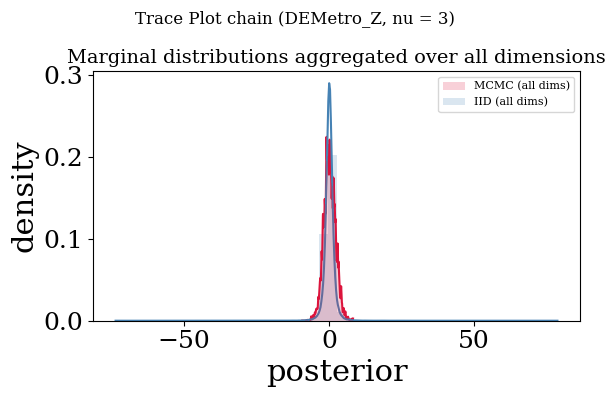 Trace Plot chain (DEMetro_Z, nu = 3)
Marginal distributions aggregated over all dimensions
MCMC (all dims)
IID (all dims)
density
0.3
0.2
0.1
0.0
−50
0
50
posterior